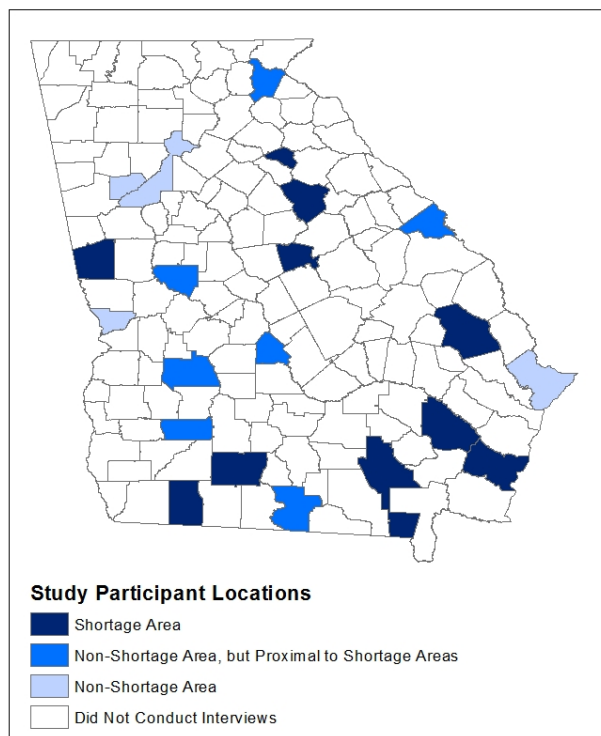 Study Participant Locations
Shortage Area
Non-Shortage Area, but Proximal to Shortage Areas
Non-Shortage Area
Did Not Conduct Interviews